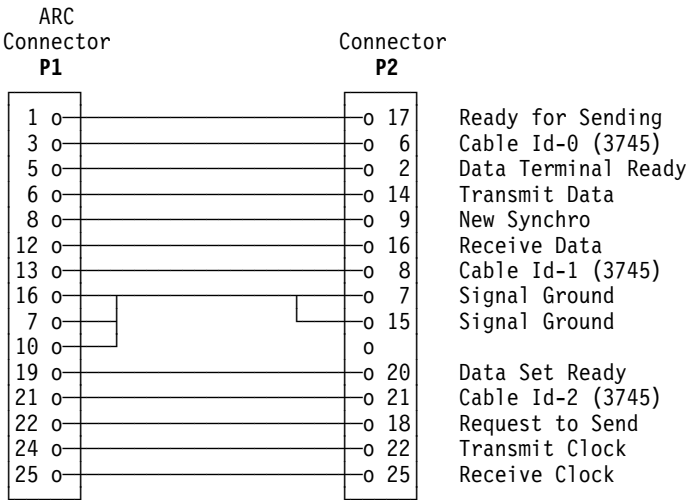 ARC
Connector Connector
P1 P2
1 o o 17 Ready for Sending
3 o o 6 Cable Id-0 (3745)
5 o o 2 Data Terminal Ready
6 o o 14 Transmit Data
8 o o 9 New Synchro
12 o o 16 Receive Data
13 o o 8 Cable Id-1 (3745)
16 o o 7 Signal Ground
7 o o 15 Signal Ground
10 o o
19 o o 20 Data Set Ready
21 o o 21 Cable Id-2 (3745)
22 o o 18 Request to Send
24 o o 22 Transmit Clock
25 o o 25 Receive Clock